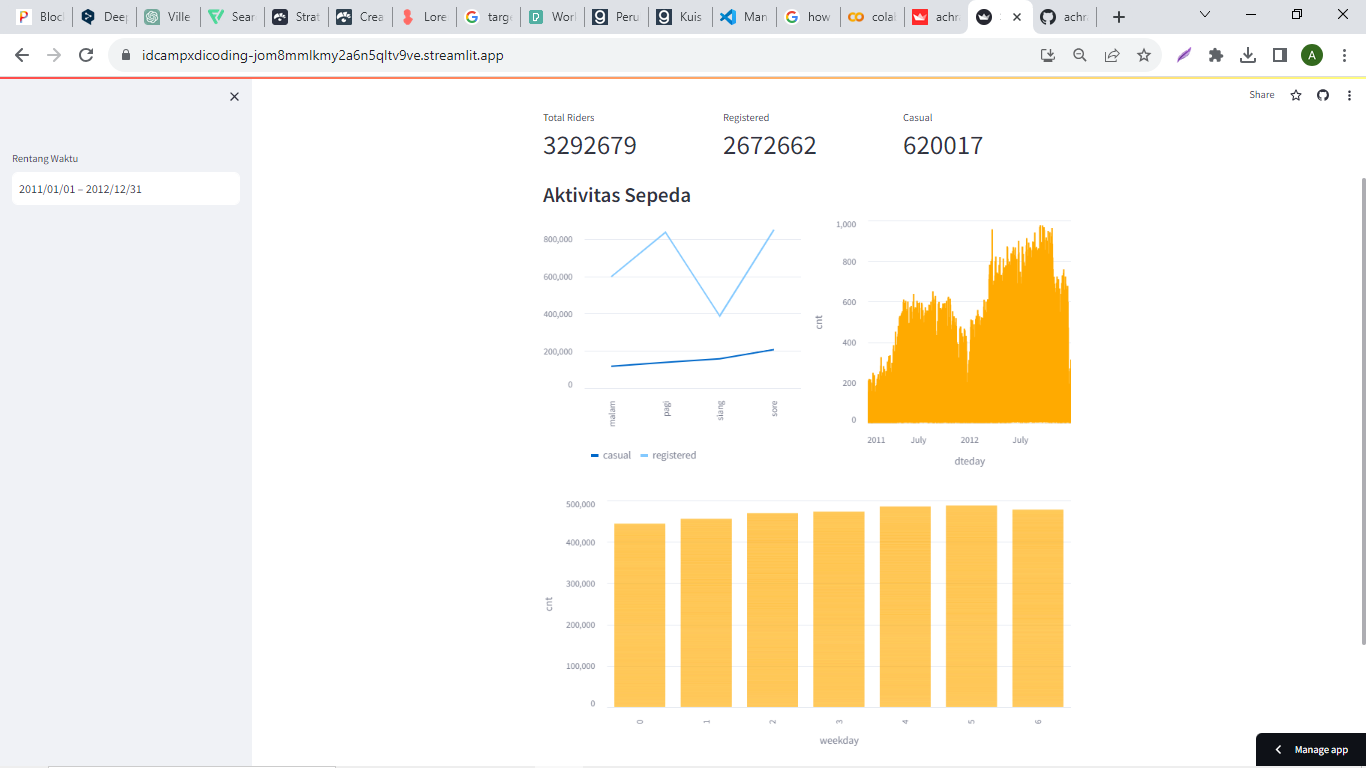 Bloc
Deep
Ville
Sear
Strat
Crea
Lore
targe
Worl
Peru
Kuis
Man
how
colal
achra
achra
idcampxdicoding-jom8mmlkmy2a6n5qltv9ve.streamlit.app
A
Share
Rentang Waktu
2011/01/01 – 2012/12/31
Total Riders
Registered
Casual
3292679
2672662
620017
Aktivitas Sepeda
800,000
600,000
400,000
200,000
0
malam
pagi
siang
sore
casual
registered
1,000
800
600
400
200
0
cnt
2011
July
2012
July
dteday
500,000
400,000
300,000
200,000
100,000
0
cnt
0
1
2
3
4
5
6
weekday
Manage app